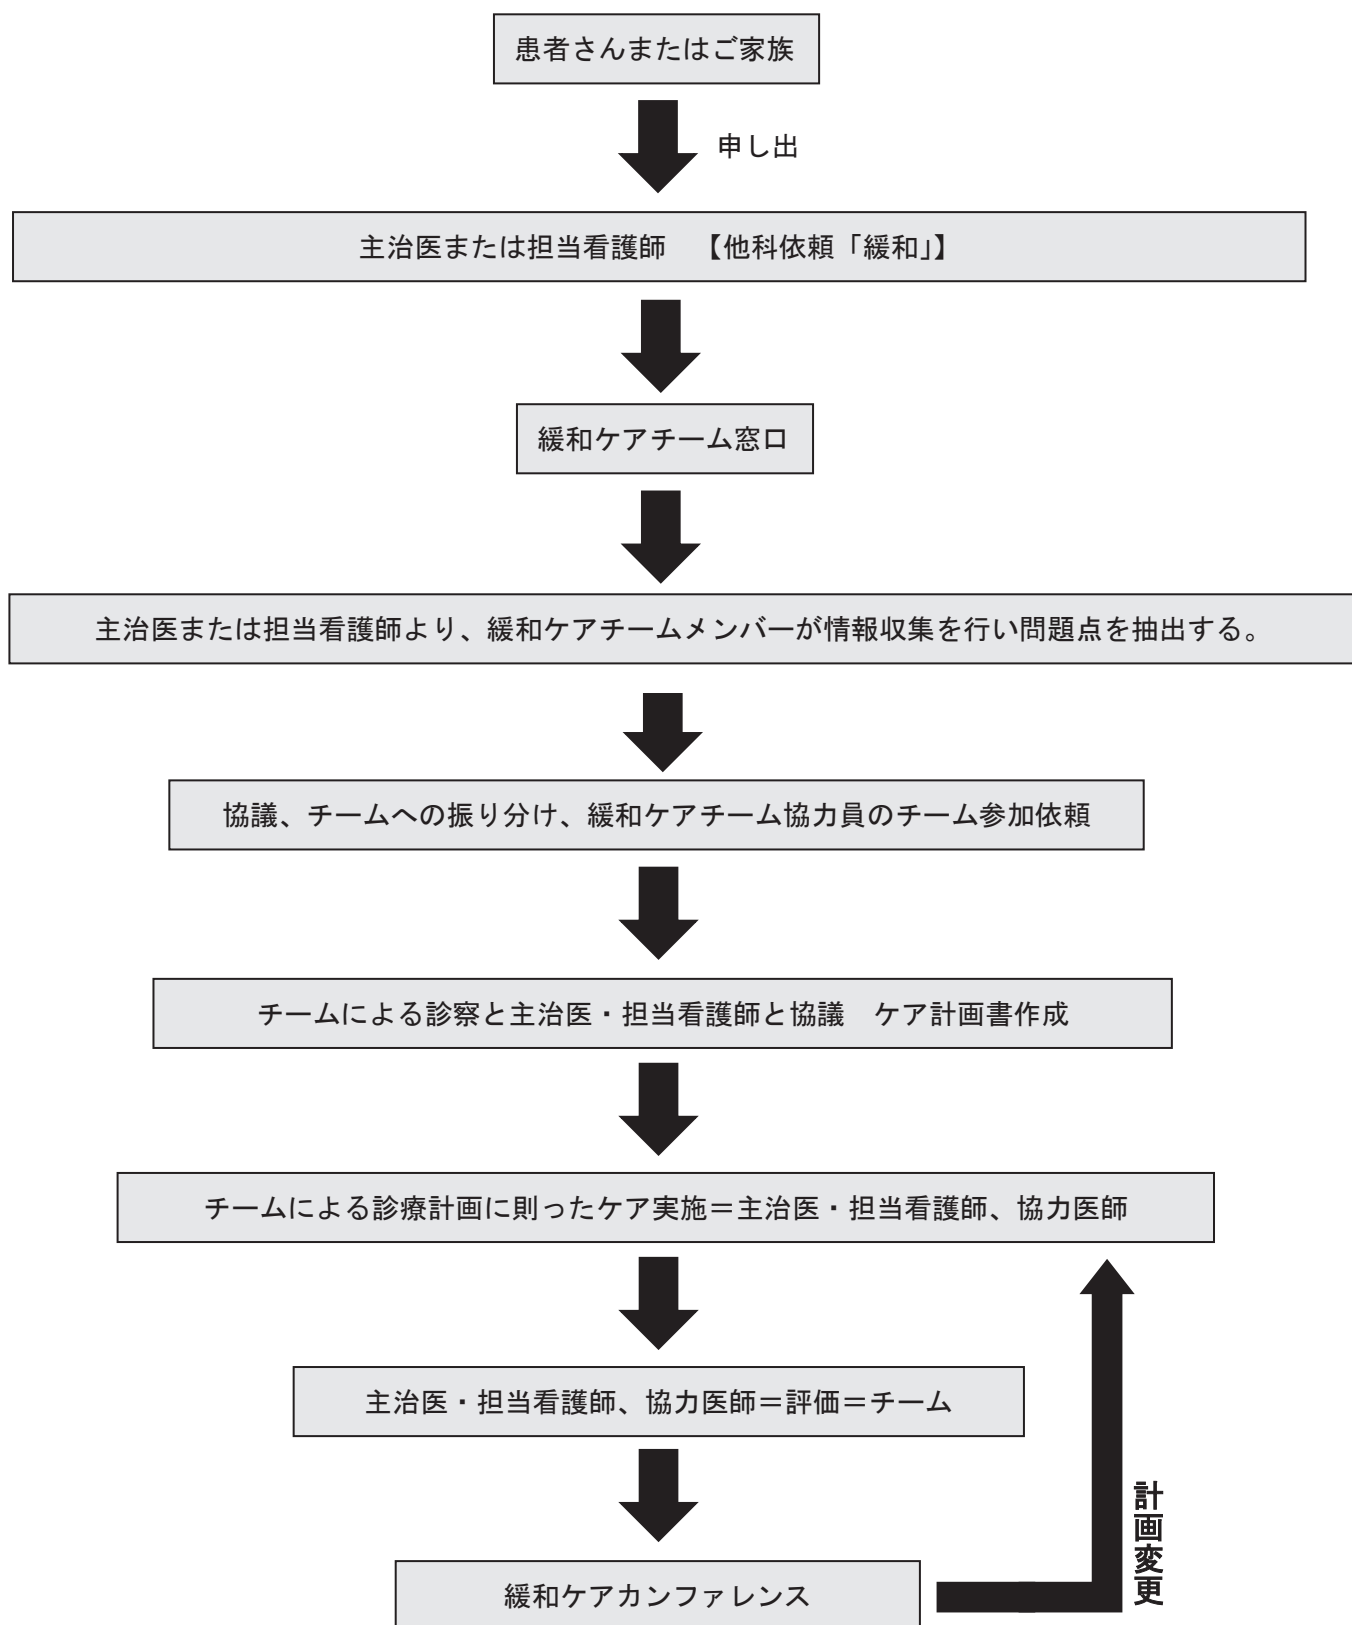 患者さんまたはご家族
申し出
主治医または担当看護師　【他科依頼「緩和」】
緩和ケアチーム窓口
主治医または担当看護師より、緩和ケアチームメンバーが情報収集を行い問題点を抽出する。
協議、チームへの振り分け、緩和ケアチーム協力員のチーム参加依頼
チームによる診察と主治医・担当看護師と協議　ケア計画書作成
チームによる診療計画に則ったケア実施＝主治医・担当看護師、協力医師
主治医・担当看護師、協力医師＝評価＝チーム
計画変更
緩和ケアカンファレンス